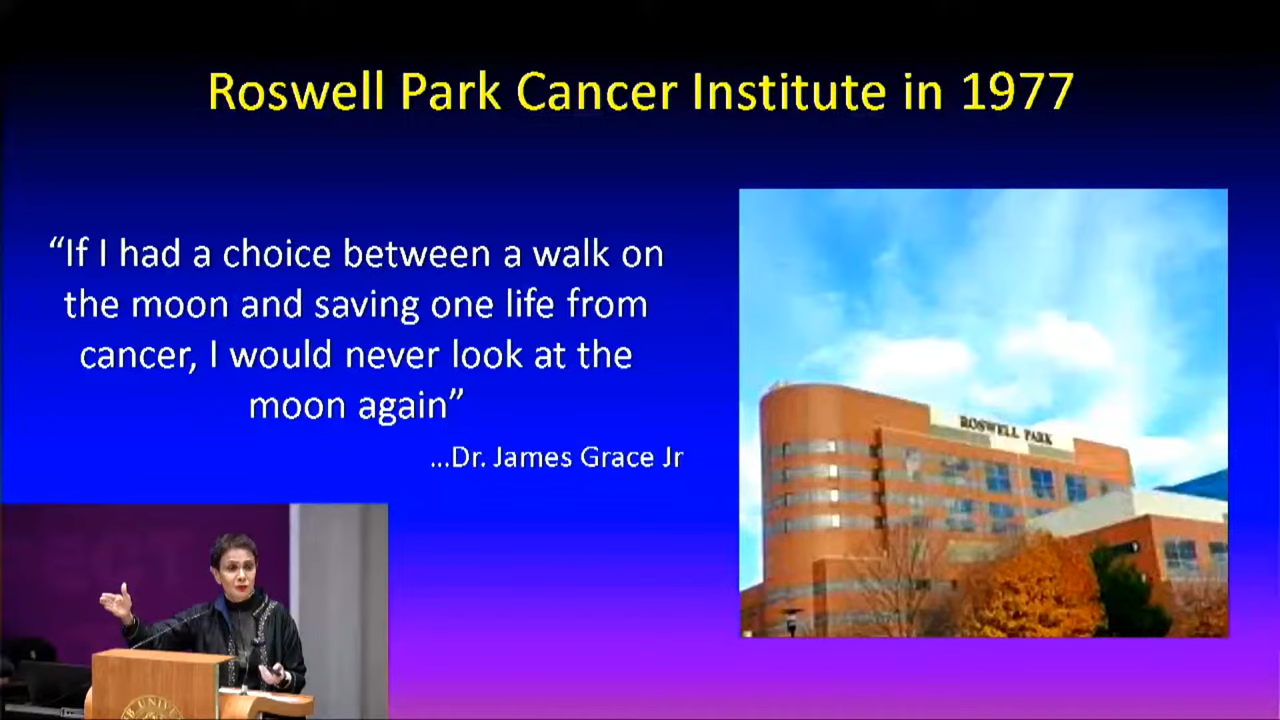 Roswell Park Cancer Institute in 1977
“If I had a choice between a walk on
the moon and saving one life from
cancer, I would never look at the
moon again”
...Dr. James Grace Jr
ROSWELL PARK